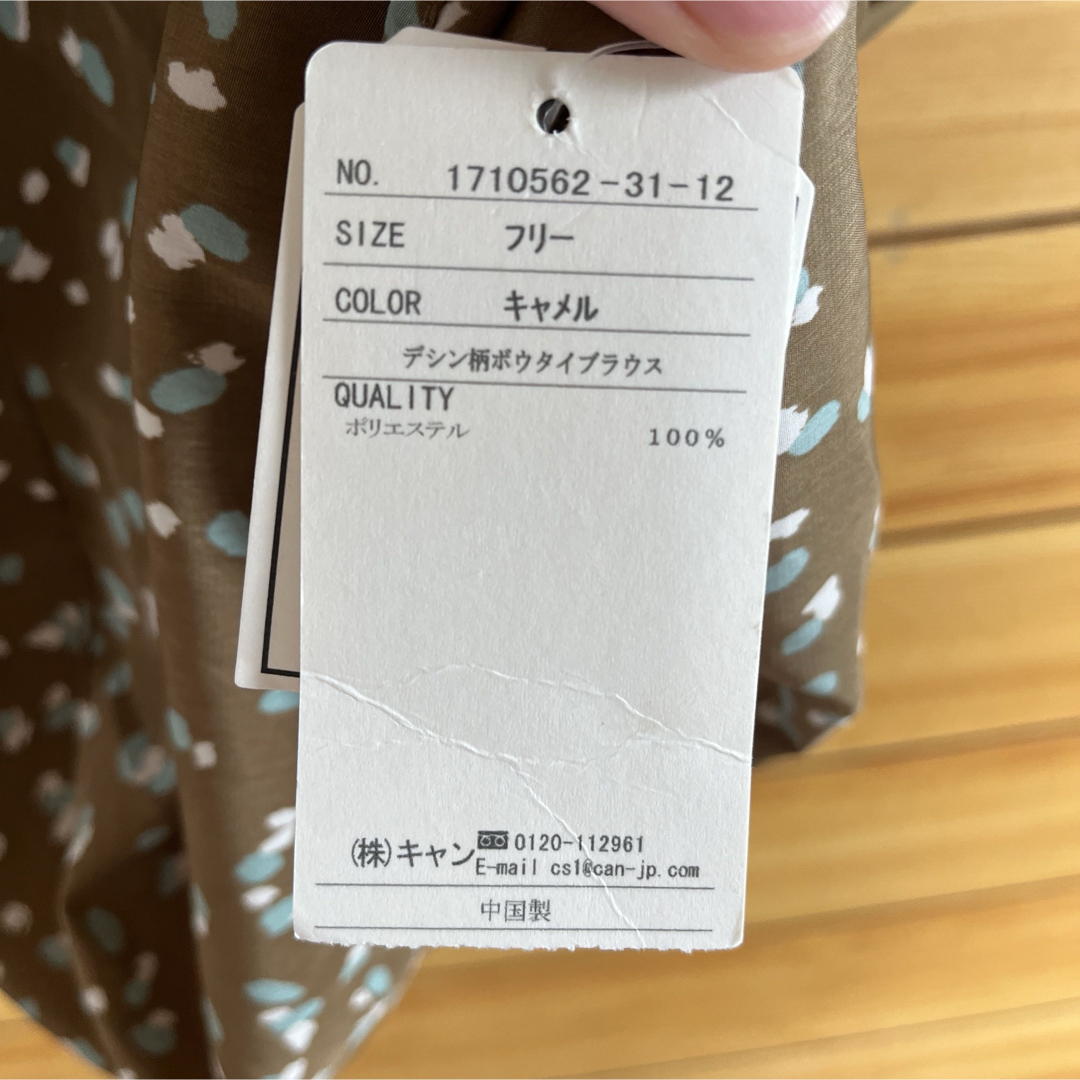 NO. 1710562-31-12
SIZE フリー
COLOR キャメル
デシン柄ボウタイブラウス
QUALITY
ポリエステル 100%
(株)キャン 0120-112961
E-mail cs1@can-jp.com
中国製